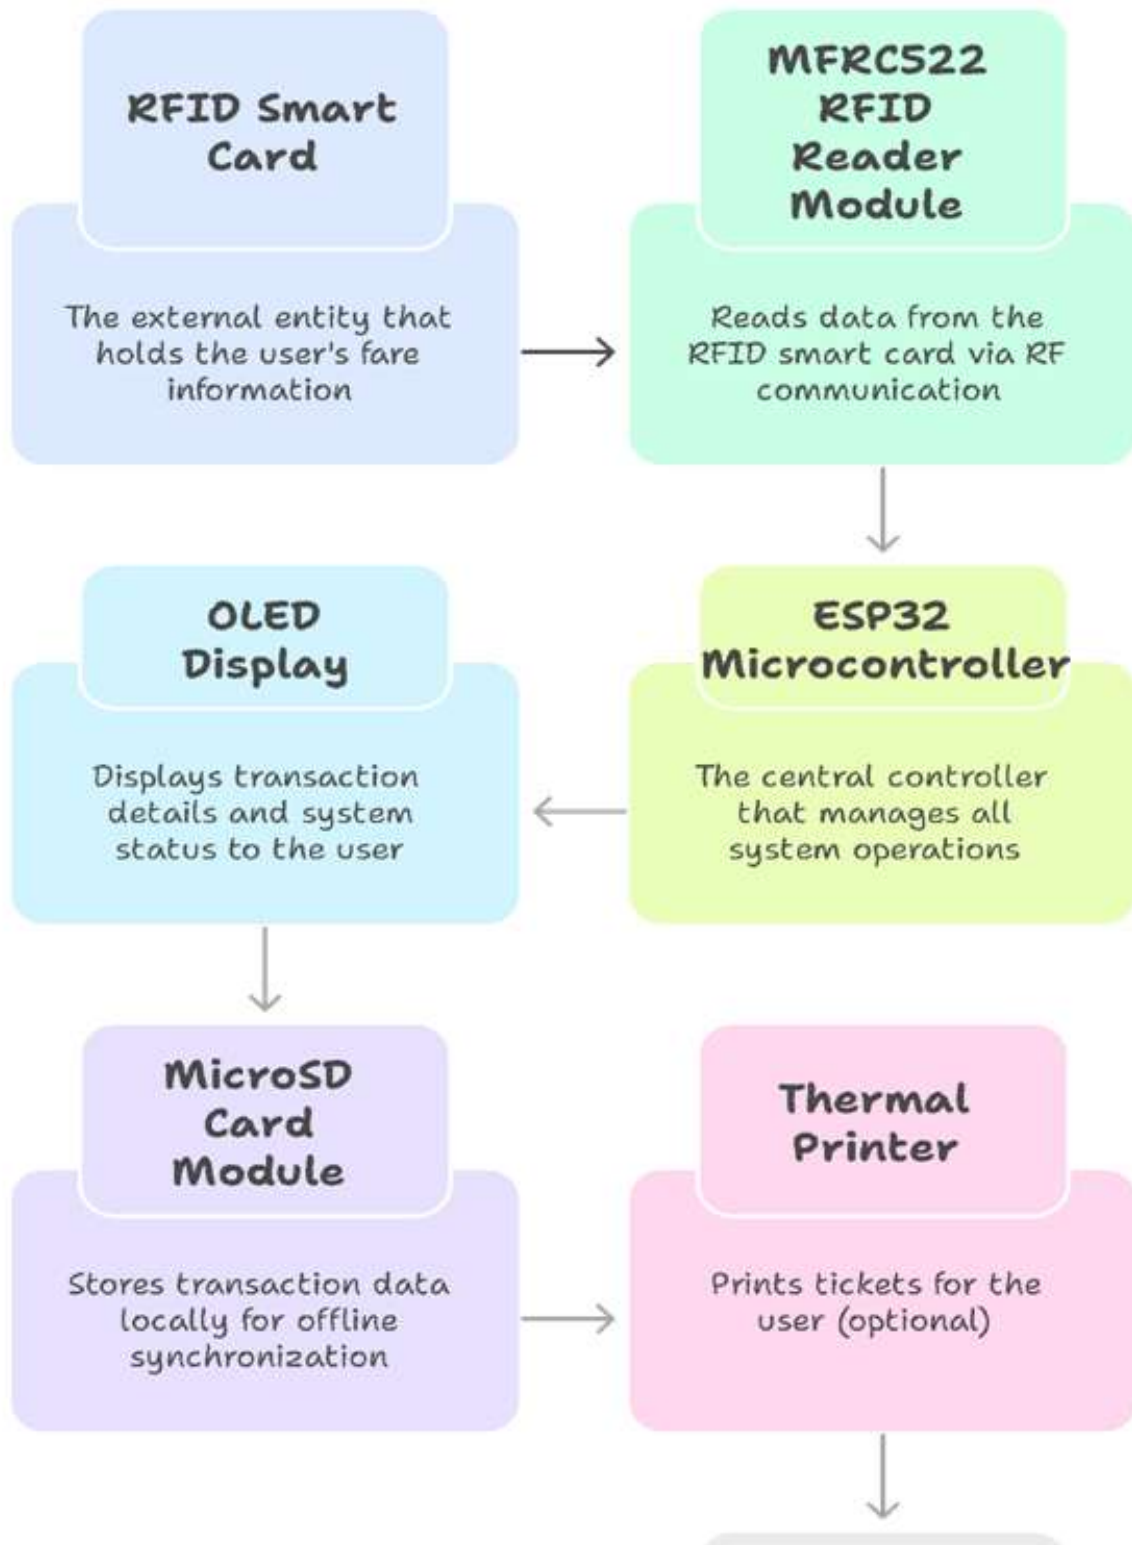 RFID Smart
Card
The external entity that
holds the user's fare
information
MFRC522
RFID
Reader
Module
Reads data from the
RFID smart card via RF
communication
ESP32
Microcontroller
The central controller
that manages all
system operations
OLED
Display
Displays transaction
details and system
status to the user
MicroSD
Card
Module
Stores transaction data
locally for offline
synchronization
Thermal
Printer
Prints tickets for the
user (optional)